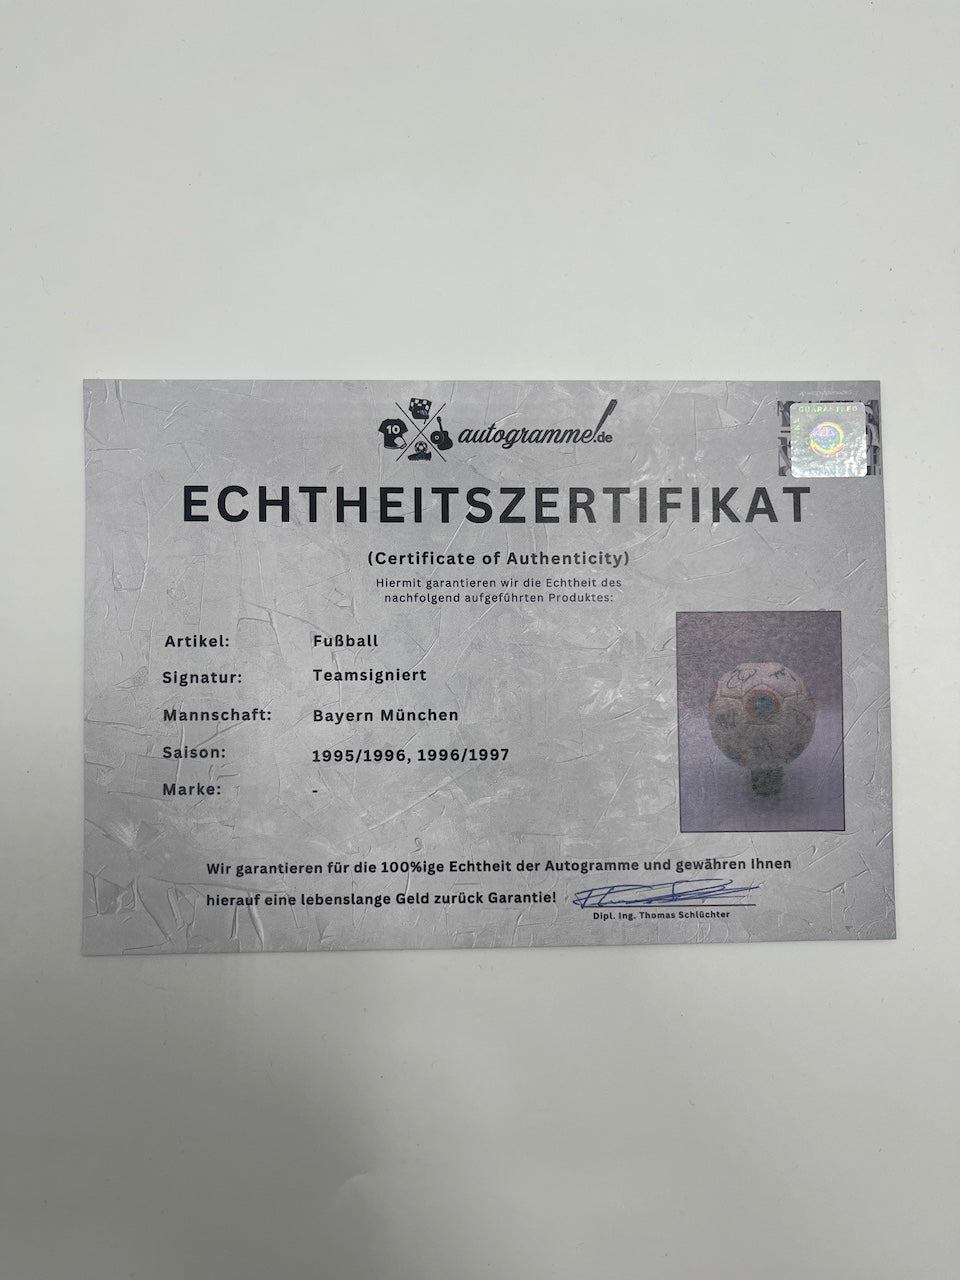 10
autogramme.de
GUARANTEED
ECHTHEITSZERTIFIKAT
(Certificate of Authenticity)
Hiermit garantieren wir die Echtheit des
nachfolgend aufgeführten Produktes:
Artikel: Fußball
Signatur: Teamsigniert
Mannschaft: Bayern München
Saison: 1995/1996, 1996/1997
Marke: -
Wir garantieren für die 100%ige Echtheit der Autogramme und gewähren Ihnen
hierauf eine lebenslange Geld zurück Garantie!
Dipl. Ing. Thomas Schlüchter